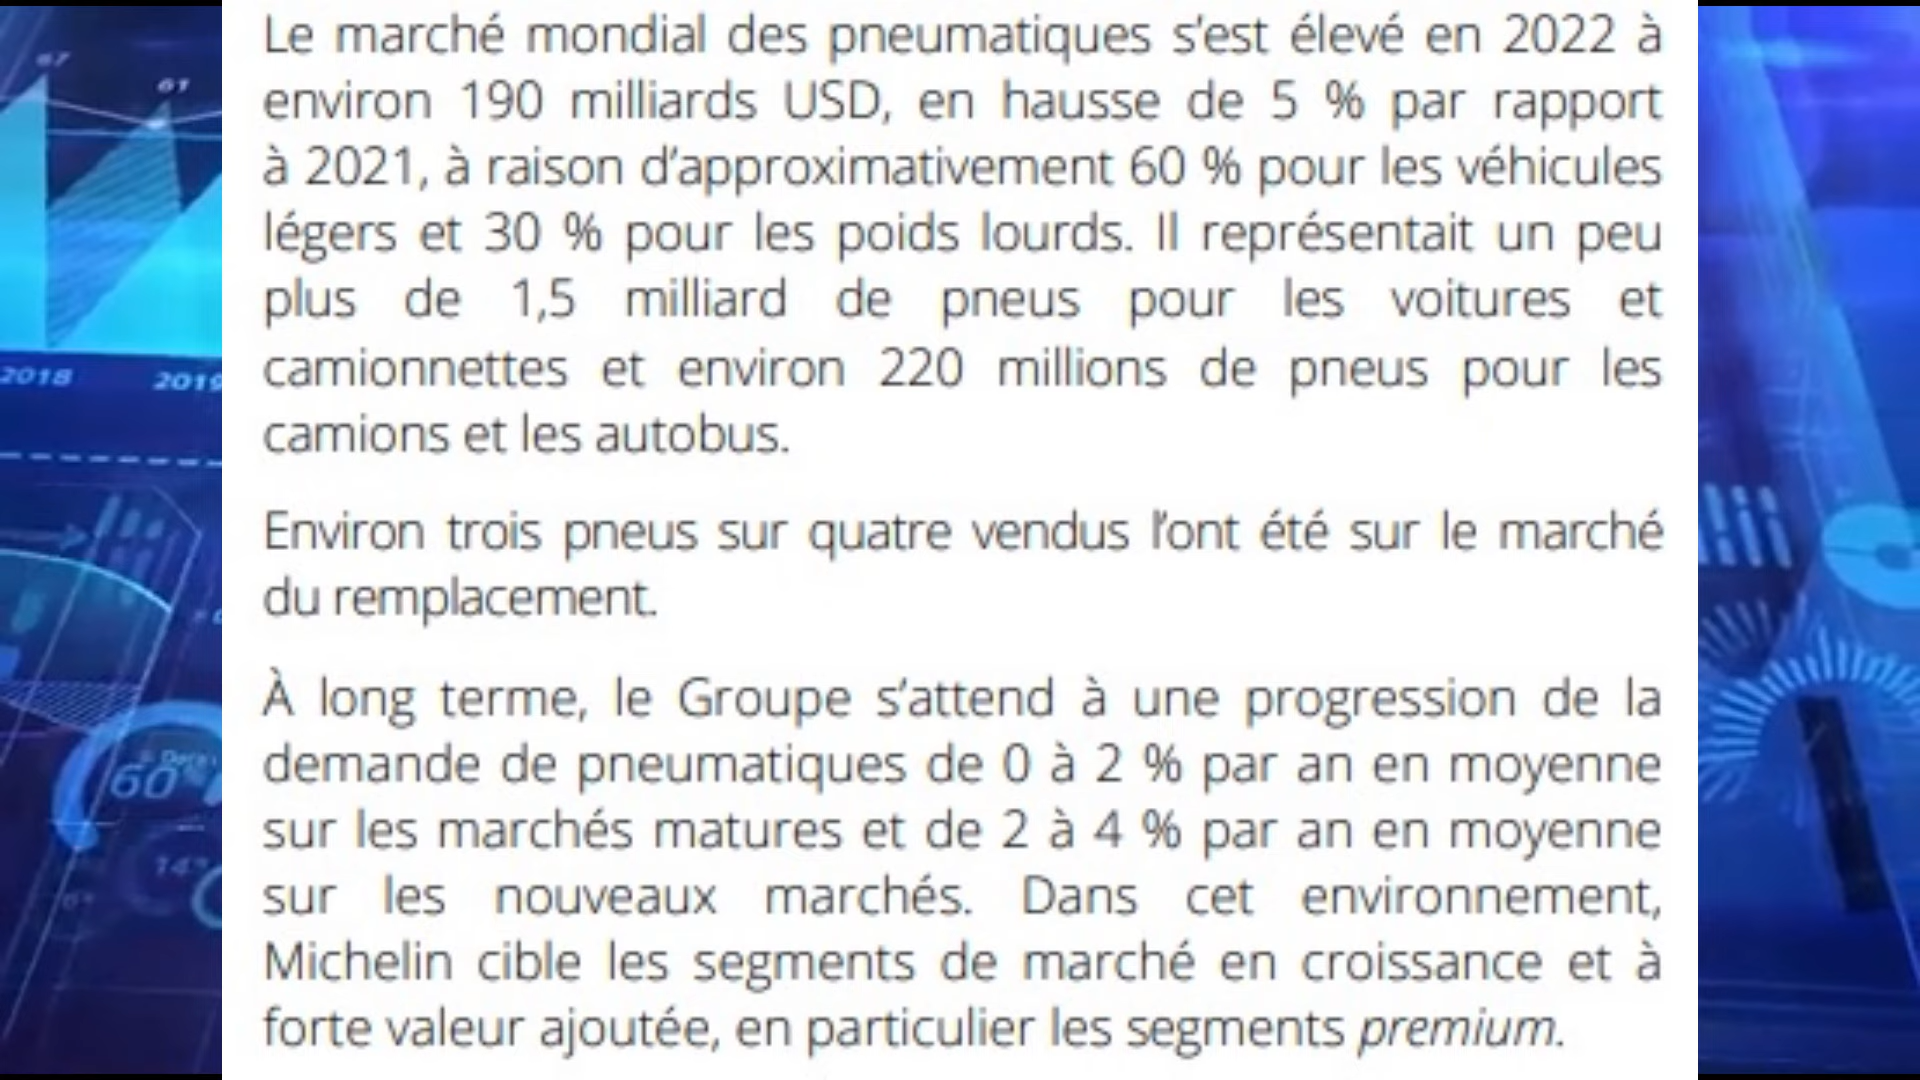 Le marché mondial des pneumatiques s’est élevé en 2022 à
environ 190 milliards USD, en hausse de 5 % par rapport
à 2021, à raison d’approximativement 60 % pour les véhicules
légers et 30 % pour les poids lourds. Il représentait un peu
plus de 1,5 milliard de pneus pour les voitures et
camionnettes et environ 220 millions de pneus pour les
camions et les autobus.
Environ trois pneus sur quatre vendus l’ont été sur le marché
du remplacement.
À long terme, le Groupe s’attend à une progression de la
demande de pneumatiques de 0 à 2 % par an en moyenne
sur les marchés matures et de 2 à 4 % par an en moyenne
sur les nouveaux marchés. Dans cet environnement,
Michelin cible les segments de marché en croissance et à
forte valeur ajoutée, en particulier les segments premium.
67
61
2018
2019
60%